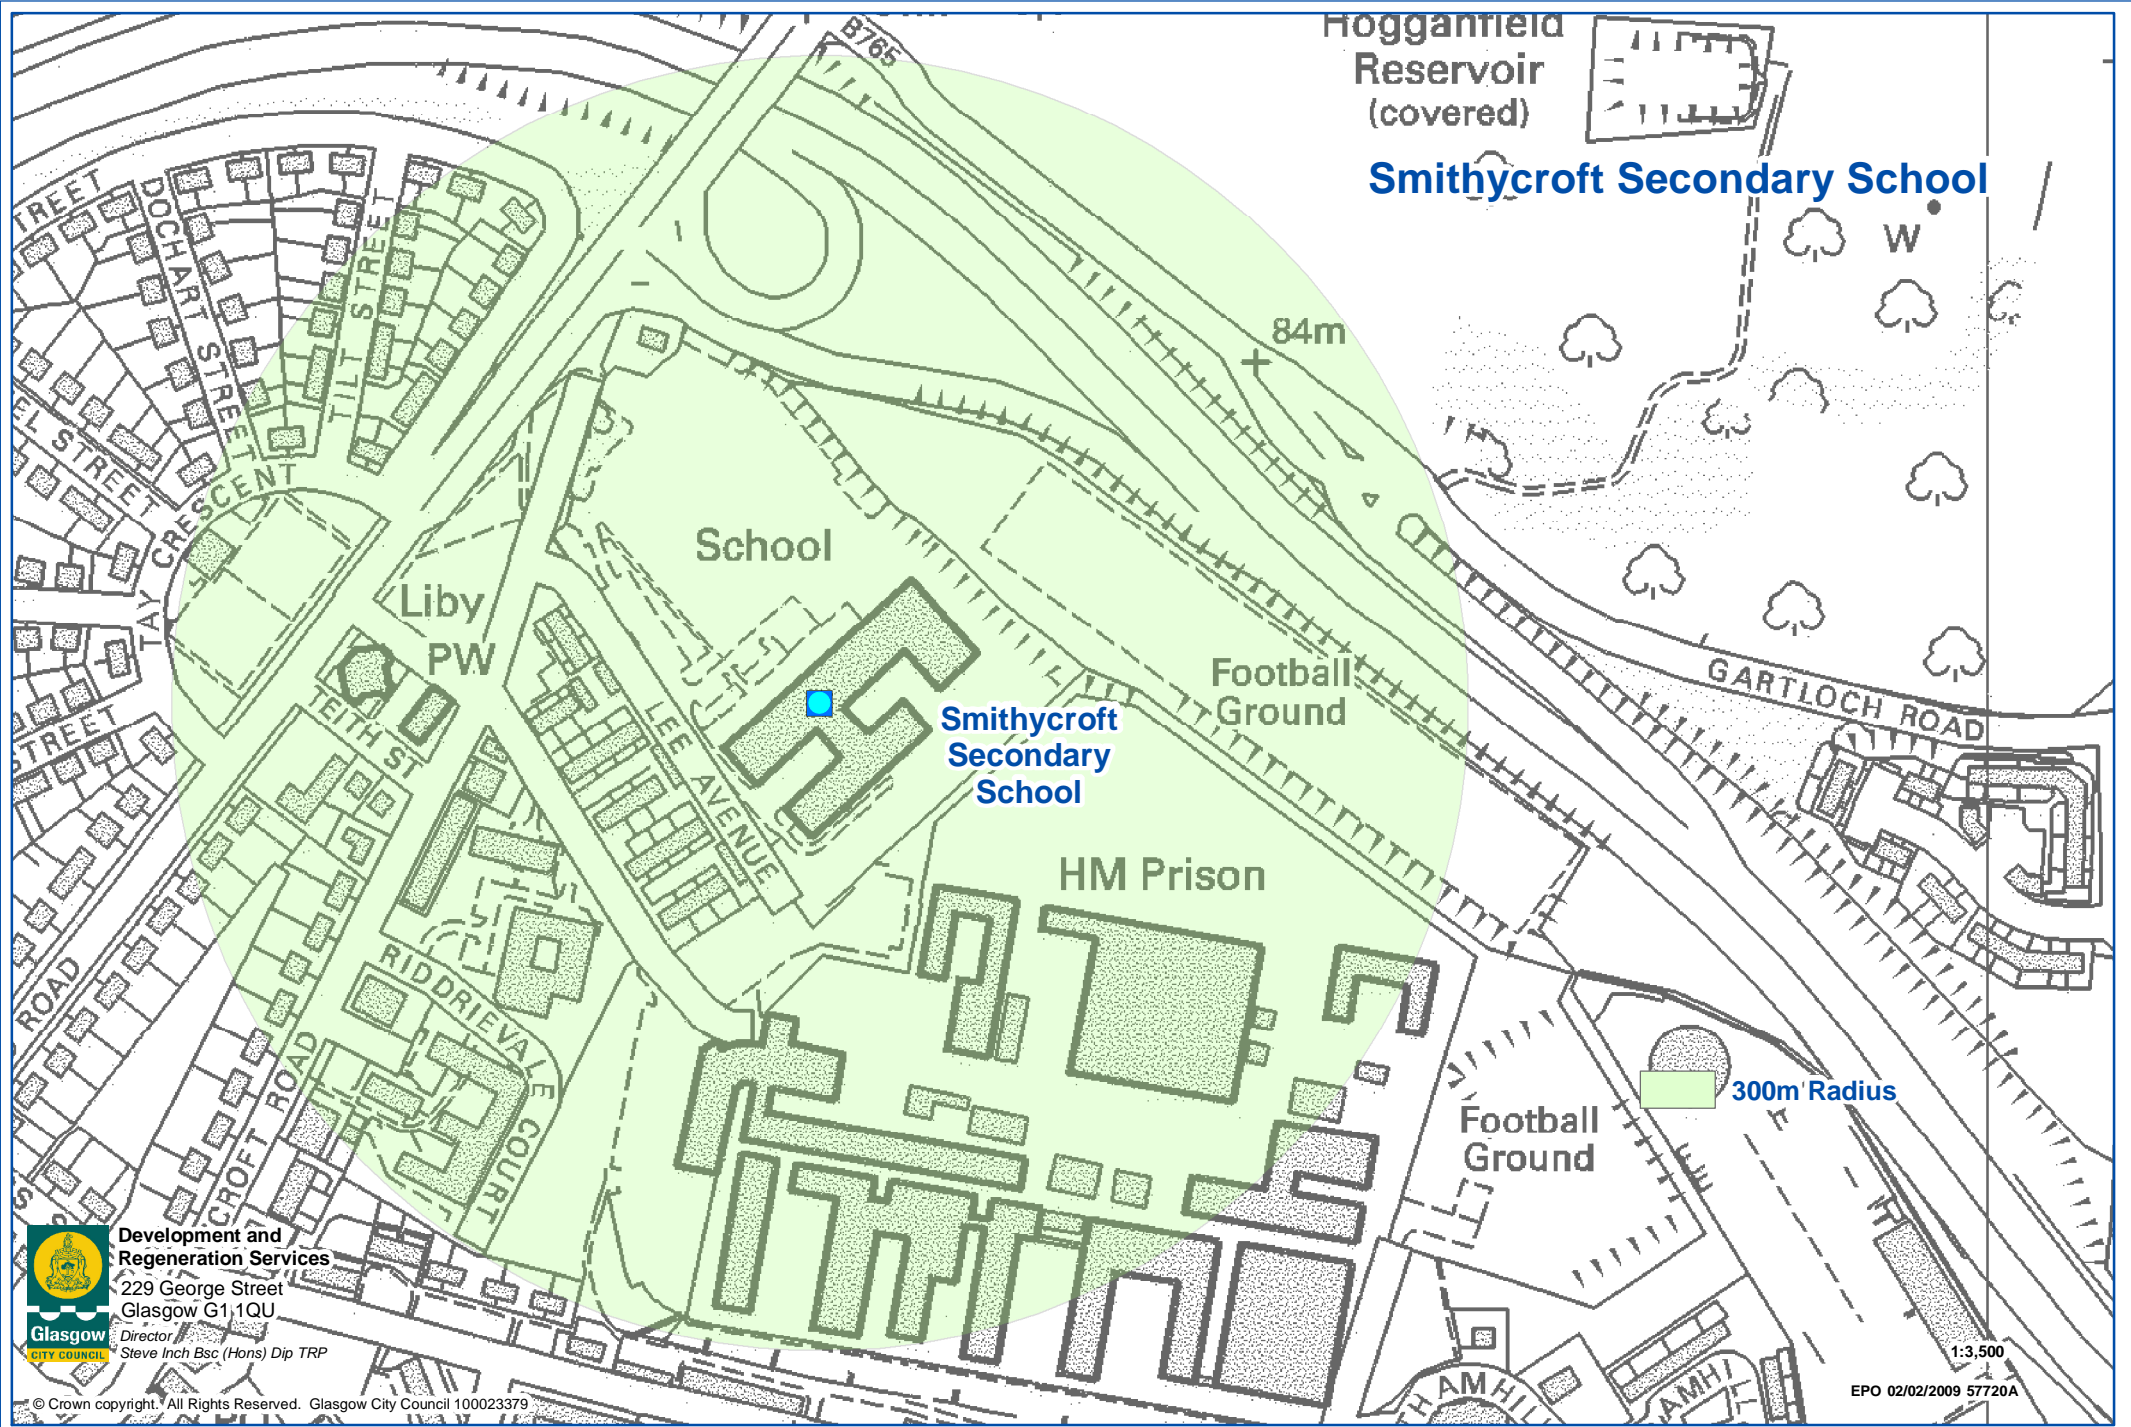 B765
Hogganfield
Reservoir
(covered)
Smithycroft Secondary School
W
TREET
DOCHART STREET
TILT STREET
84m
EL STREET
TAY CRESCENT
School
Liby
PW
Football
Ground
GARTLOCH ROAD
Smithycroft
Secondary
School
TEITH ST
LEE AVENUE
STREET
HM Prison
ROAD
RIDDRIEVALE COURT
CROFT ROAD
300m Radius
Football
Ground
Development and
Regeneration Services
229 George Street
Glasgow G1 1QU
Director
Steve Inch Bsc (Hons) Dip TRP
Glasgow
CITY COUNCIL
1:3,500
EPO 02/02/2009 57720A
© Crown copyright. All Rights Reserved. Glasgow City Council 100023379